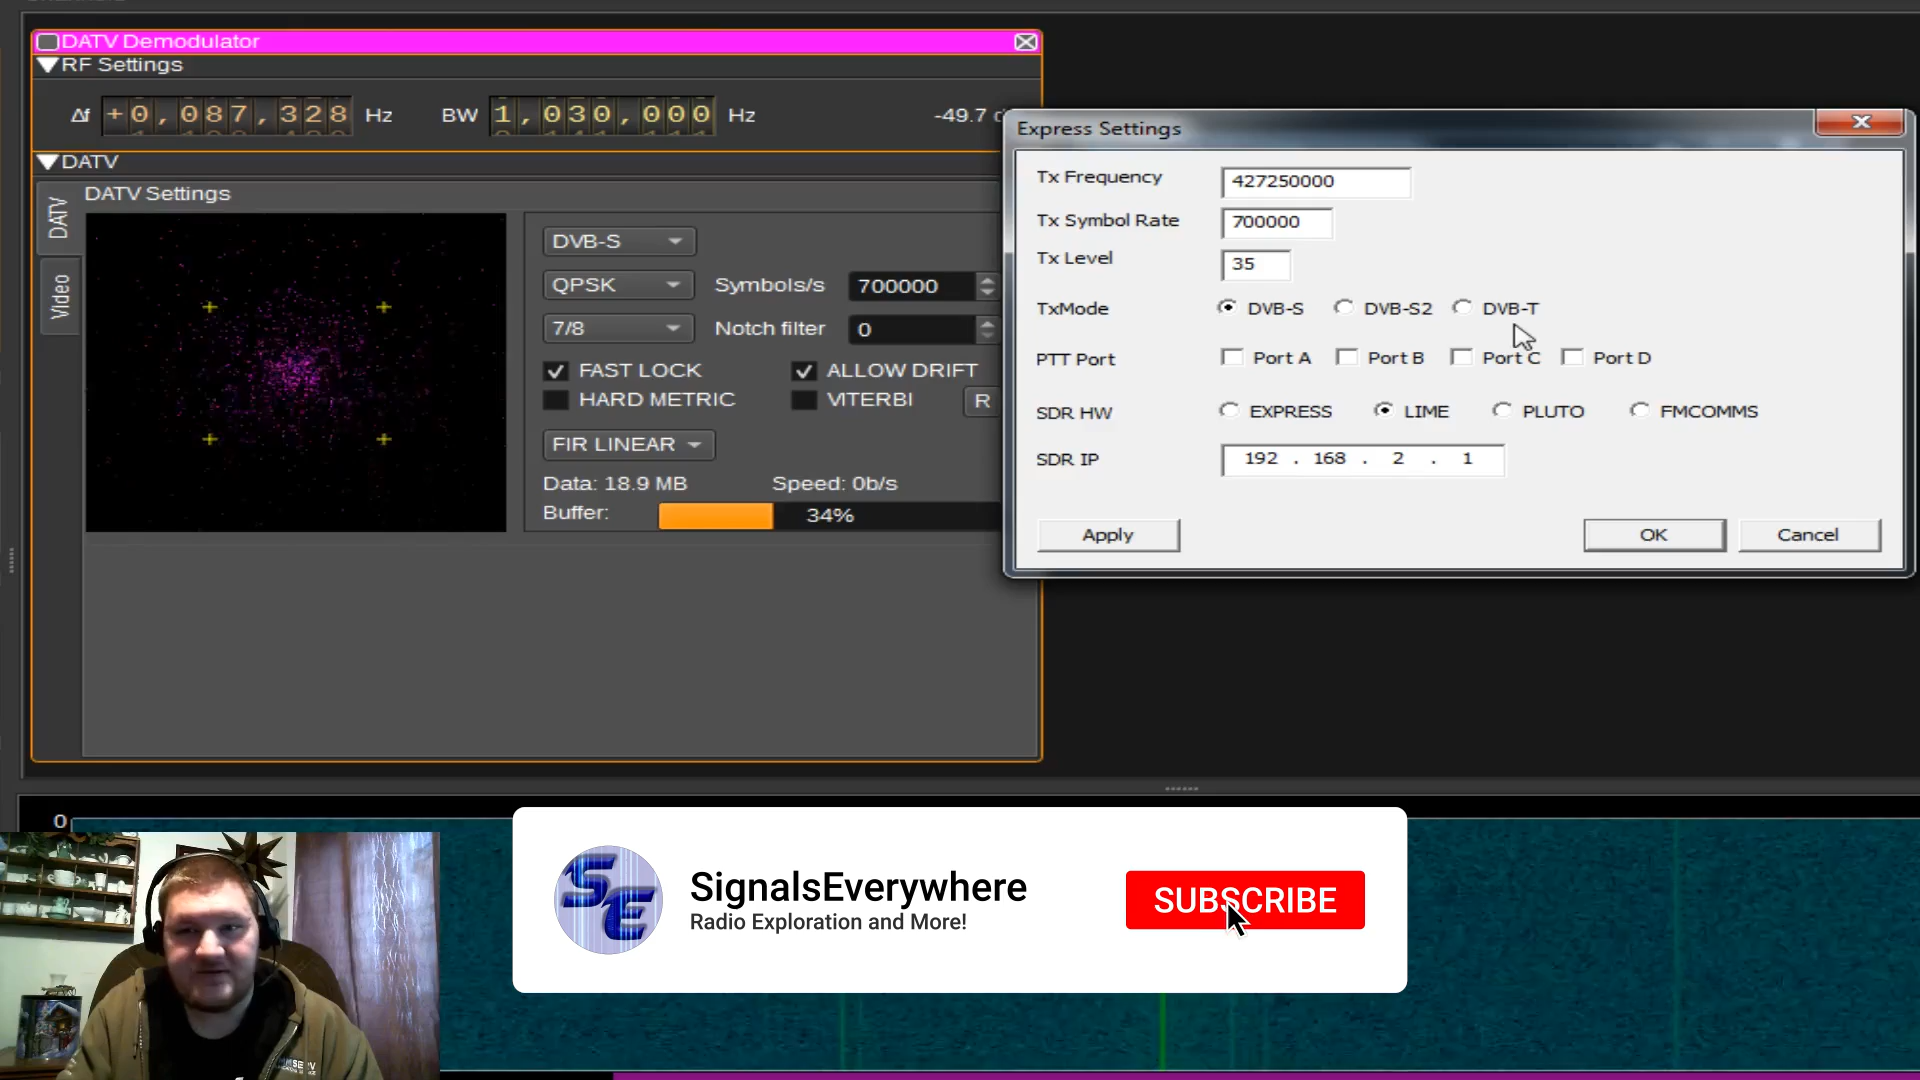 DATV Demodulator
RF Settings
Δf +0,087,328 Hz BW 1,030,000 Hz -49.7
DATV
DATV
Video
DATV Settings
DVB-S
QPSK Symbols/s 700000
7/8 Notch filter 0
FAST LOCK ALLOW DRIFT
HARD METRIC VITERBI R
FIR LINEAR
Data: 18.9 MB Speed: 0b/s
Buffer: 34%
Express Settings
Tx Frequency 427250000
Tx Symbol Rate 700000
Tx Level 35
TxMode DVB-S DVB-S2 DVB-T
PTT Port Port A Port B Port C Port D
SDR HW EXPRESS LIME PLUTO FMCOMMS
SDR IP 192 . 168 . 2 . 1
Apply OK Cancel
0
SE
SignalsEverywhere
Radio Exploration and More!
SUBSCRIBE